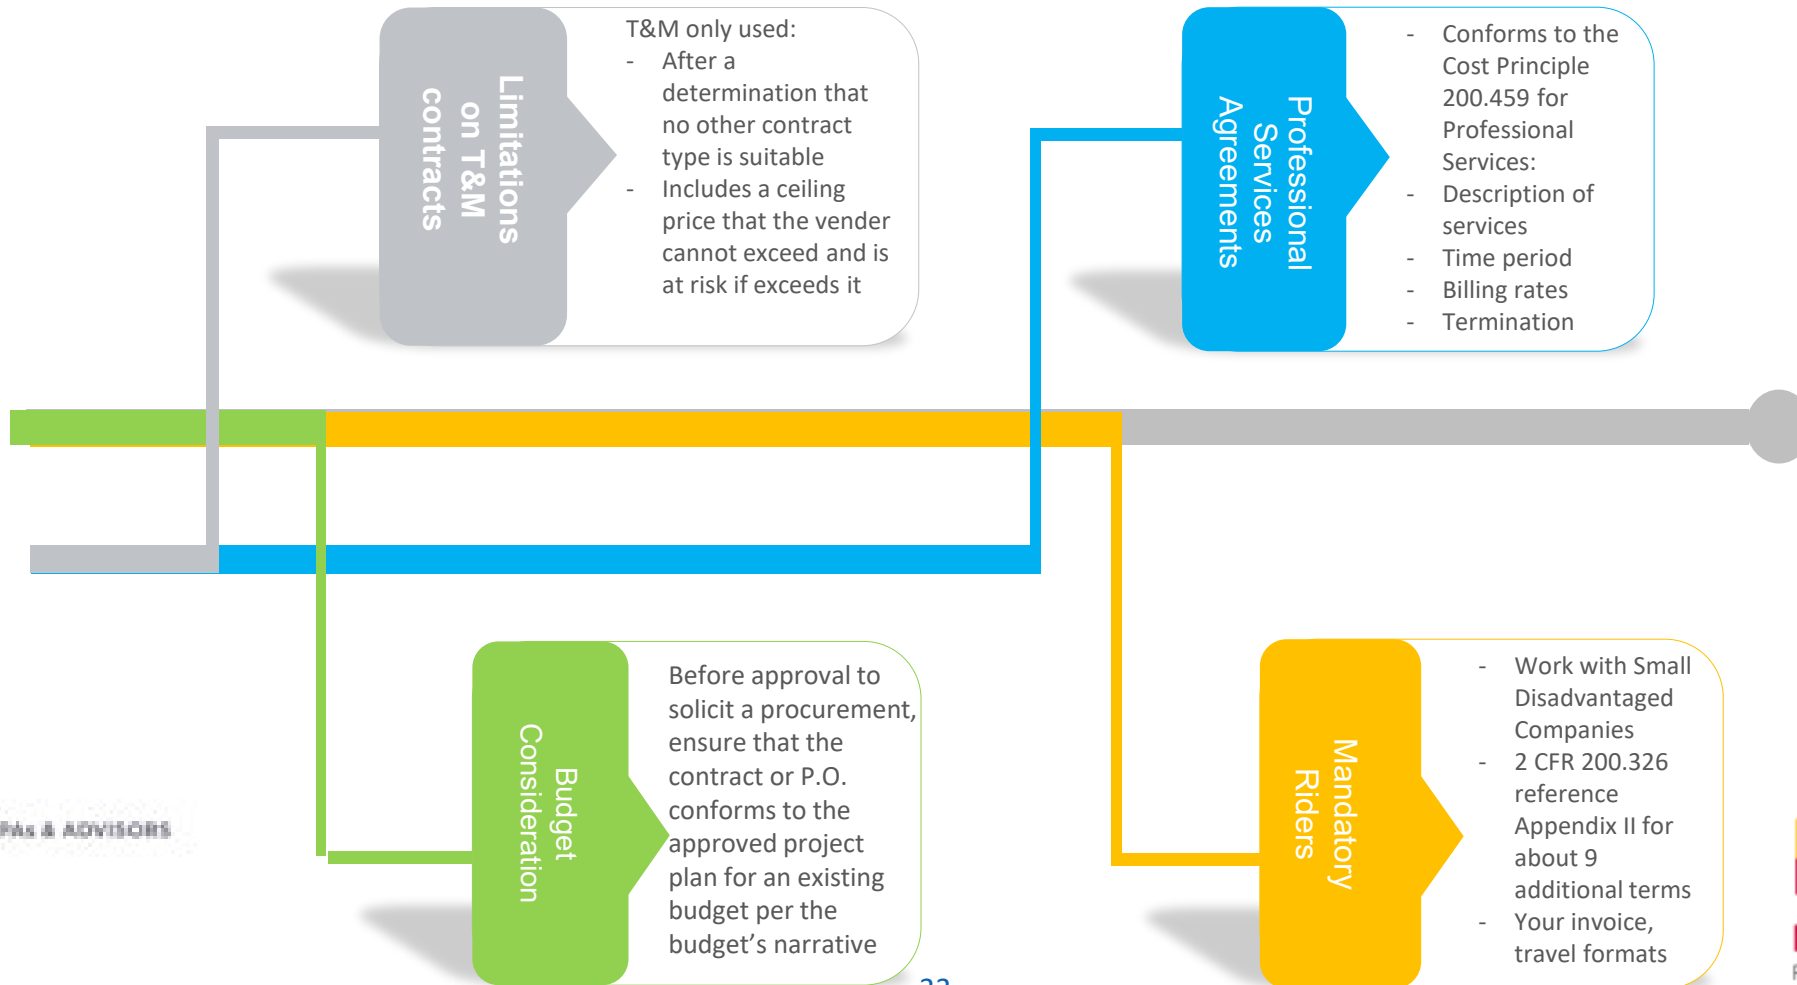 Limitations
on T&M
contracts
T&M only used:
- After a
determination that
no other contract
type is suitable
- Includes a ceiling
price that the vender
cannot exceed and is
at risk if exceeds it
Professional
Services
Agreements
- Conforms to the
Cost Principle
200.459 for
Professional
Services:
- Description of
services
- Time period
- Billing rates
- Termination
Budget
Consideration
Before approval to
solicit a procurement,
ensure that the
contract or P.O.
conforms to the
approved project
plan for an existing
budget per the
budget's narrative
Mandatory
Riders
- Work with Small
Disadvantaged
Companies
- 2 CFR 200.326
reference
Appendix II for
about 9
additional terms
- Your invoice,
travel formats
PAs & ADVISORS